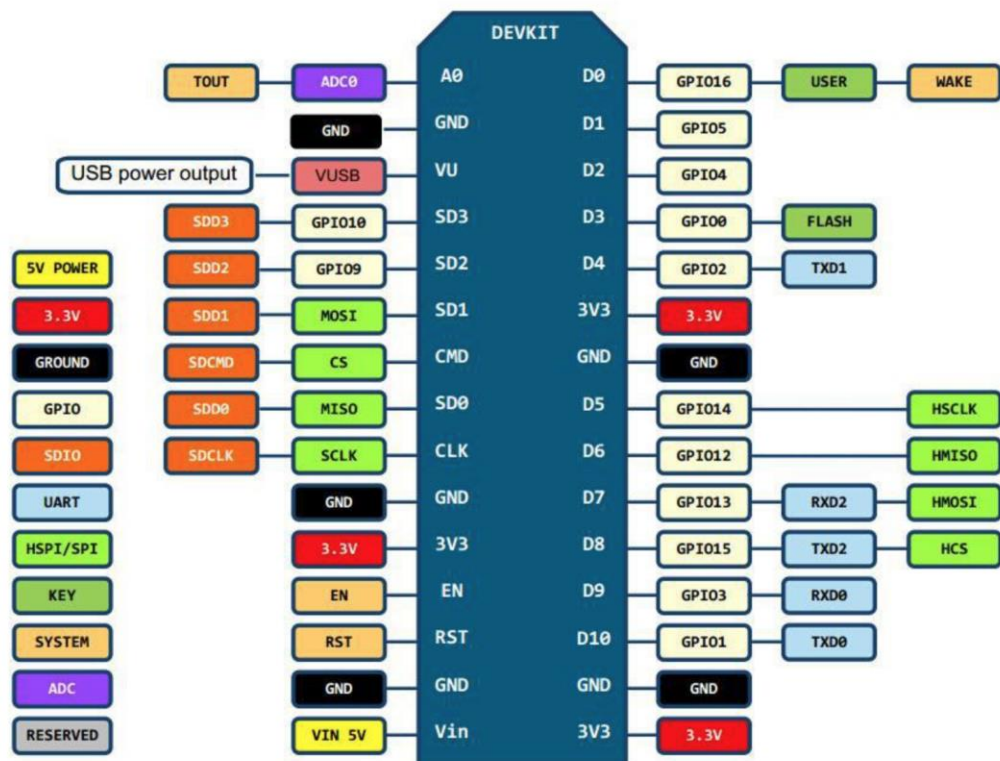 DEVKIT
TOUT ADC0 A0 D0 GPIO16 USER WAKE
GND GND D1 GPIO5
USB power output VUSB VU D2 GPIO4
SDD3 GPIO10 SD3 D3 GPIO0 FLASH
5V POWER SDD2 GPIO9 SD2 D4 GPIO2 TXD1
3.3V SDD1 MOSI SD1 3V3 3.3V
GROUND SDCMD CS CMD GND GND
GPIO SDD0 MISO SD0 D5 GPIO14 HSCLK
SDIO SDCLK SCLK CLK D6 GPIO12 HMISO
UART GND GND D7 GPIO13 RXD2 HMOSI
HSPI/SPI 3.3V 3V3 D8 GPIO15 TXD2 HCS
KEY EN EN D9 GPIO3 RXD0
SYSTEM RST RST D10 GPIO1 TXD0
ADC GND GND GND GND
RESERVED VIN 5V Vin 3V3 3.3V